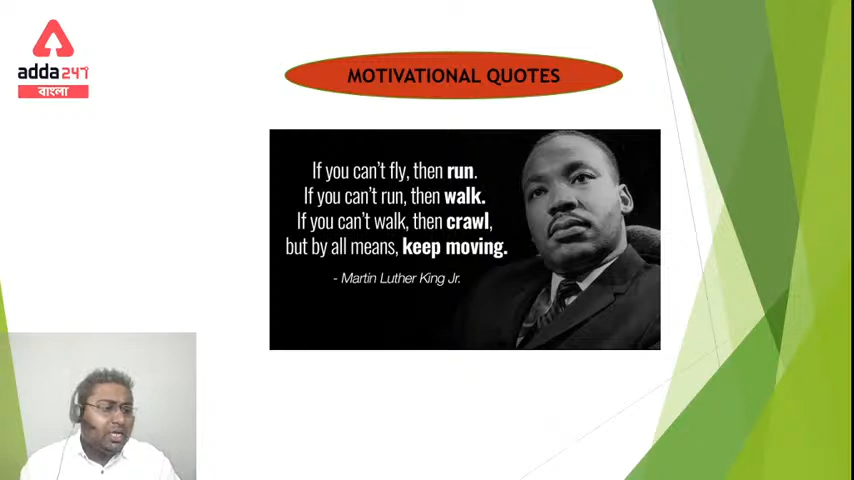 adda247
বাংলা
MOTIVATIONAL QUOTES
If you can't fly, then run.
If you can't run, then walk.
If you can't walk, then crawl,
but by all means, keep moving.
- Martin Luther King Jr.